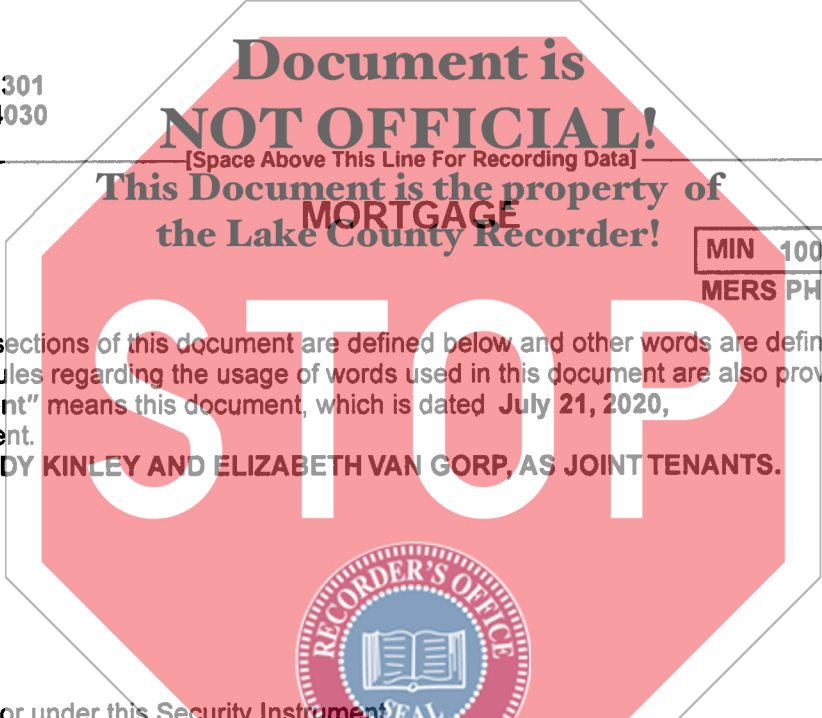 Document is
301
4030
NOT OFFICIAL!
[Space Above This Line For Recording Data]
This Document is the property of
MORTGAGE
the Lake County Recorder!
MIN 100
MERS PH
sections of this document are defined below and other words are defin
les regarding the usage of words used in this document are also prov
nt" means this document, which is dated July 21, 2020,
nt.
DY KINLEY AND ELIZABETH VAN GORP, AS JOINT TENANTS.
STOP
RECORDER'S OFFICE
SEAL
or under this Security Instrument